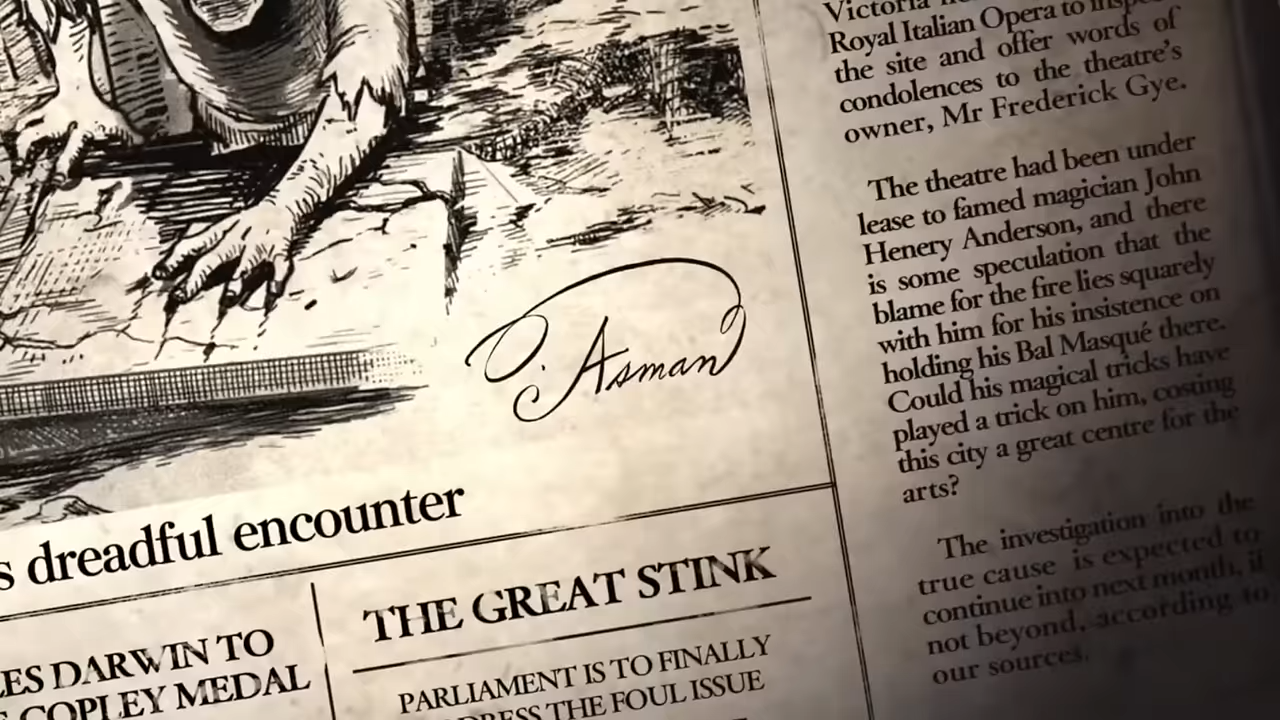 Victoria
Royal Italian Opera to inspect
the site and offer words of
condolences to the theatre's
owner, Mr Frederick Gye.
The theatre had been under
lease to famed magician John
Henery Anderson, and there
is some speculation that the
blame for the fire lies squarely
with him for his insistence on
holding his Bal Masqué there.
Could his magical tricks have
played a trick on him, costing
this city a great centre for the
arts?
The investigation into the
true cause is expected to
continue into next month, if
not beyond, according to
our sources.
J. Asman
s dreadful encounter
LES DARWIN TO
COPLEY MEDAL
THE GREAT STINK
PARLIAMENT IS TO FINALLY
DRESS THE FOUL ISSUE